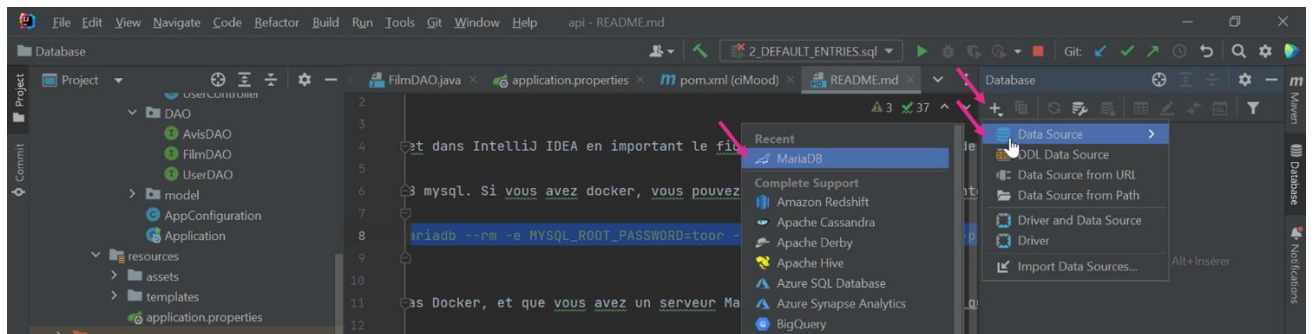 File Edit View Navigate Code Refactor Build Run Tools Git Window Help api - README.md
Database
2_DEFAULT_ENTRIES.sql
Git:
Project
FilmDAO.java
application.properties
pom.xml (ciMood)
README.md
Database
UserController
DAO
AvisDAO
FilmDAO
UserDAO
model
AppConfiguration
Application
resources
assets
templates
application.properties
3 37
2
3
4 et dans IntelliJ IDEA en important le
5
6 mysql. Si vous avez docker, vous pouvez
7
8 ariadb --rm -e MYSQL_ROOT_PASSWORD=toor -
9
10
11 as Docker, et que vous avez un serveur Ma
12
Recent
MariaDB
Complete Support
Amazon Redshift
Apache Cassandra
Apache Derby
Apache Hive
Azure SQL Database
Azure Synapse Analytics
BigQuery
Data Source
DDL Data Source
Data Source from URL
Data Source from Path
Driver and Data Source
Driver
Import Data Sources...
Alt+Insérer
Project
Commit
m
Maven
Database
Notifications